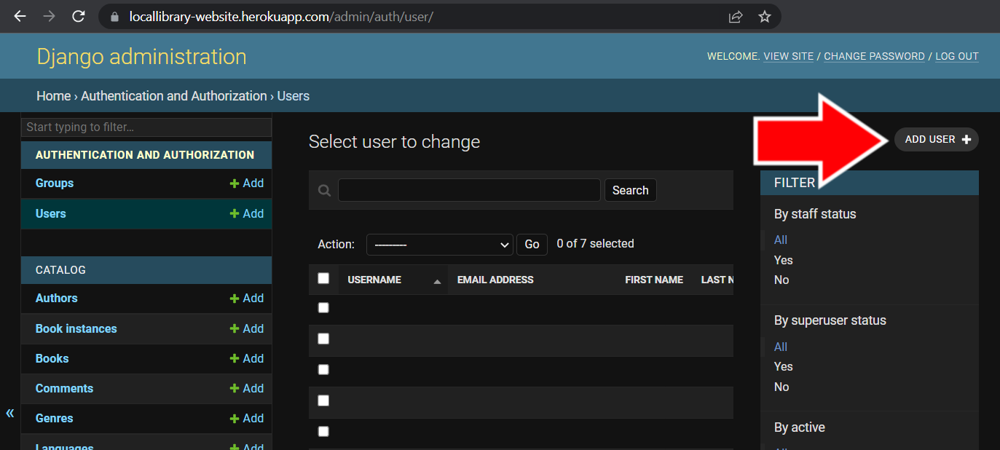 locallibrary-website.herokuapp.com/admin/auth/user/
Django administration
WELCOME. VIEW SITE / CHANGE PASSWORD / LOG OUT
Home › Authentication and Authorization › Users
Start typing to filter...
AUTHENTICATION AND AUTHORIZATION
Groups + Add
Users + Add
CATALOG
Authors + Add
Book instances + Add
Books + Add
Comments + Add
Genres + Add
Languages + Add
«
Select user to change
ADD USER +
Search
Action: --------- Go 0 of 7 selected
USERNAME EMAIL ADDRESS FIRST NAME LAST N
FILTER
By staff status
All
Yes
No
By superuser status
All
Yes
No
By active
All